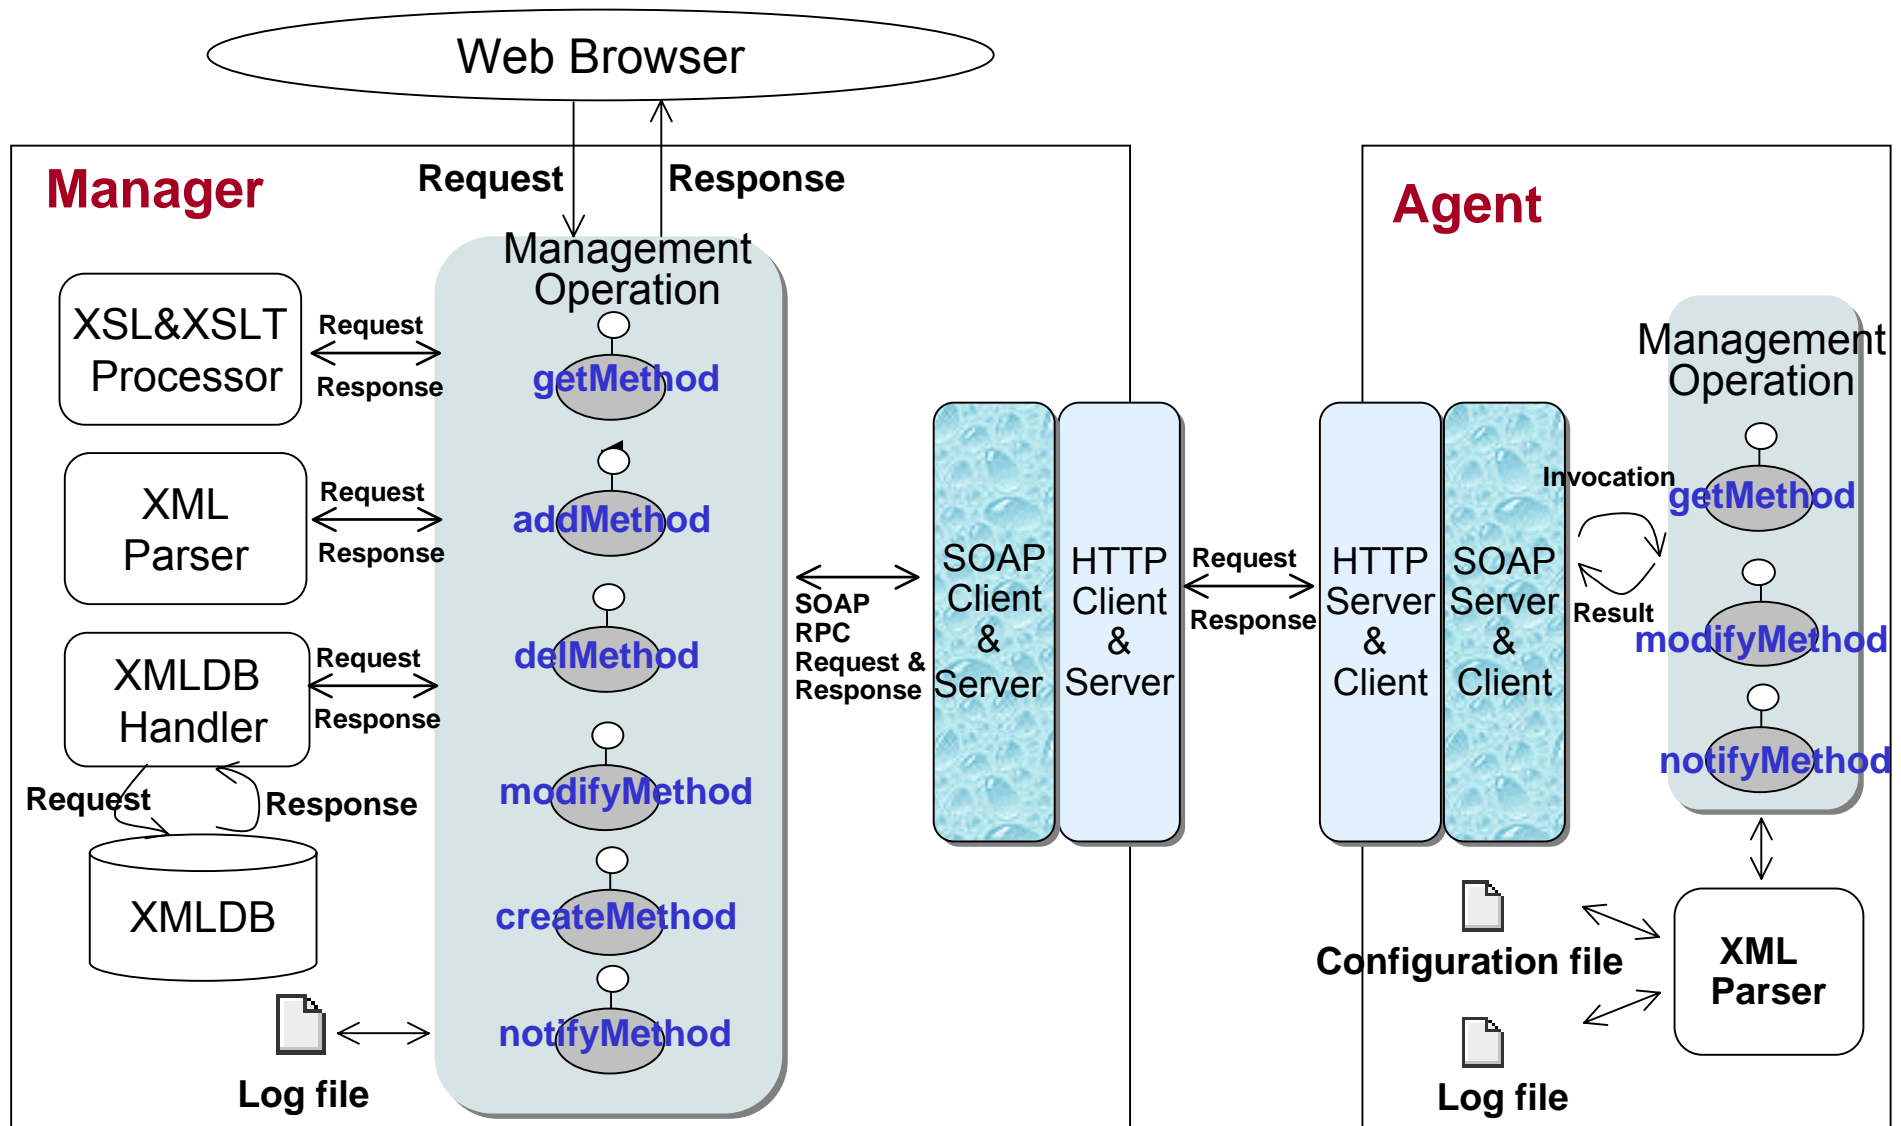 Web Browser
Manager
Request
Response
Agent
Management
Operation
XSL&XSLT
Processor
Request
Response
getMethod
XML
Parser
Request
Response
addMethod
XMLDB
Handler
Request
Response
delMethod
Request
Response
XMLDB
modifyMethod
createMethod
notifyMethod
Log file
SOAP
RPC
Request &
Response
SOAP
Client
&
Server
HTTP
Client
&
Server
Request
Response
HTTP
Server
&
Client
SOAP
Server
&
Client
Invocation
Result
Management
Operation
getMethod
modifyMethod
notifyMethod
Configuration file
Log file
XML
Parser